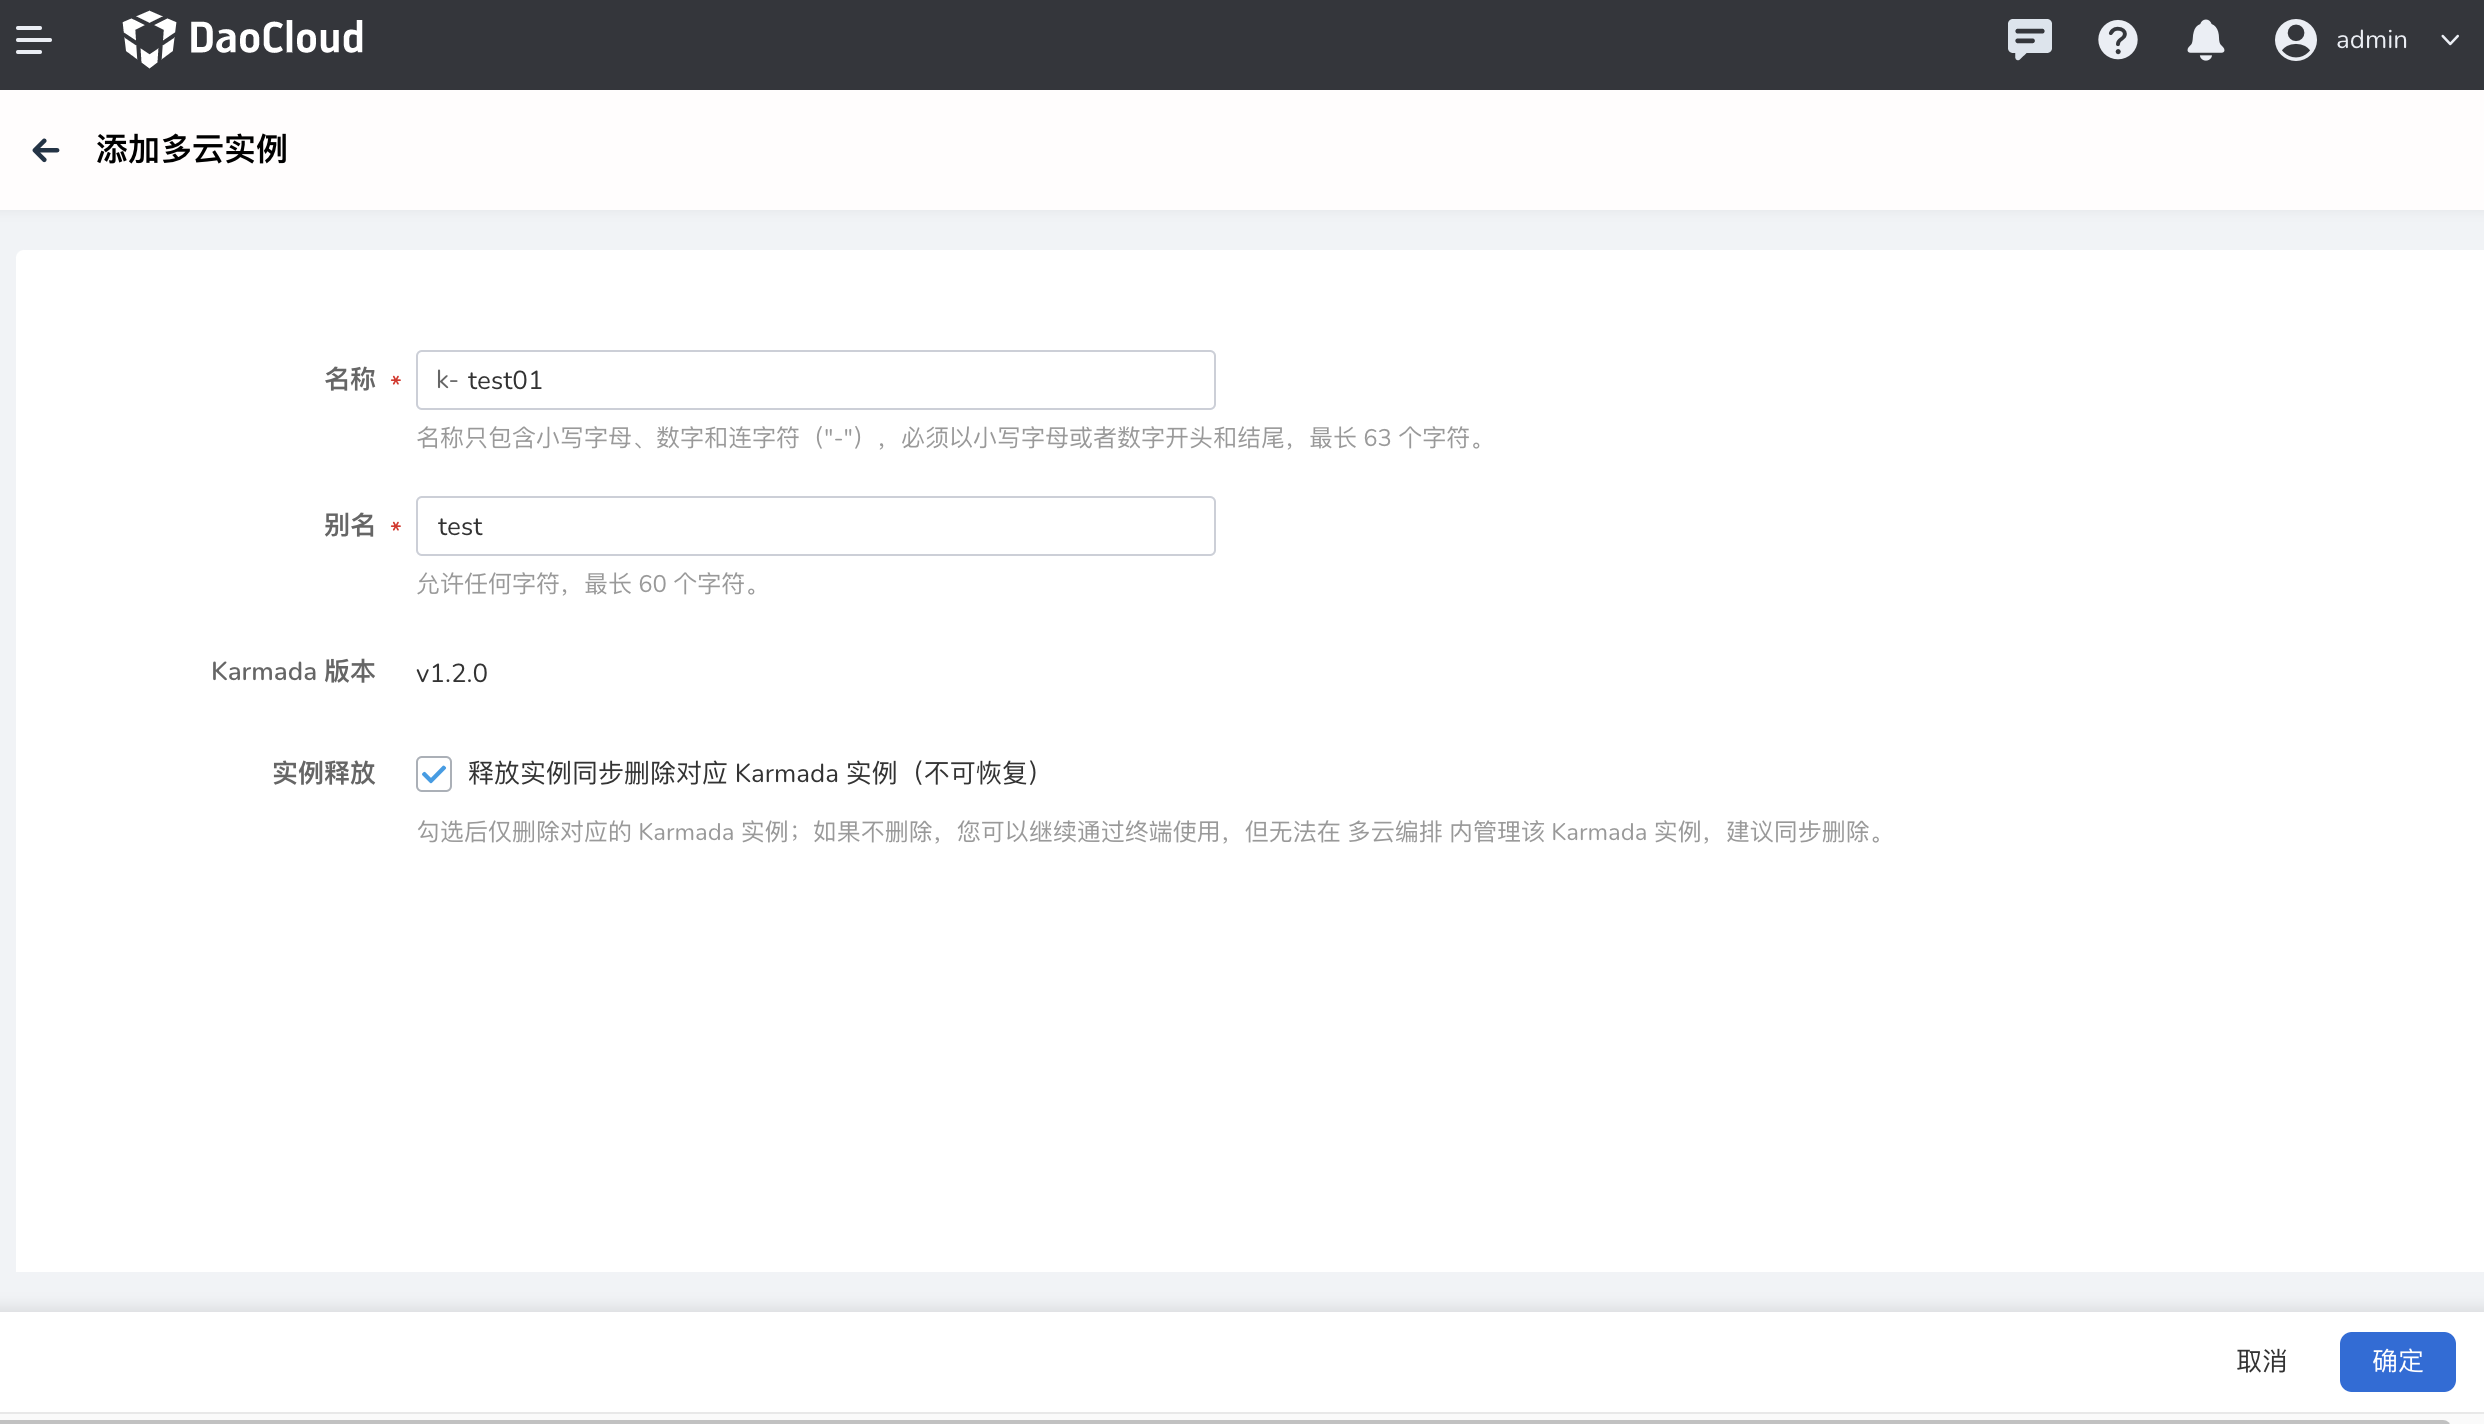 DaoCloud
admin
添加多云实例
名称 * k- test01
名称只包含小写字母、数字和连字符（"-"），必须以小写字母或者数字开头和结尾，最长 63 个字符。
别名 * test
允许任何字符，最长 60 个字符。
Karmada 版本 v1.2.0
实例释放 释放实例同步删除对应 Karmada 实例（不可恢复）
勾选后仅删除对应的 Karmada 实例；如果不删除，您可以继续通过终端使用，但无法在 多云编排 内管理该 Karmada 实例，建议同步删除。
取消 确定